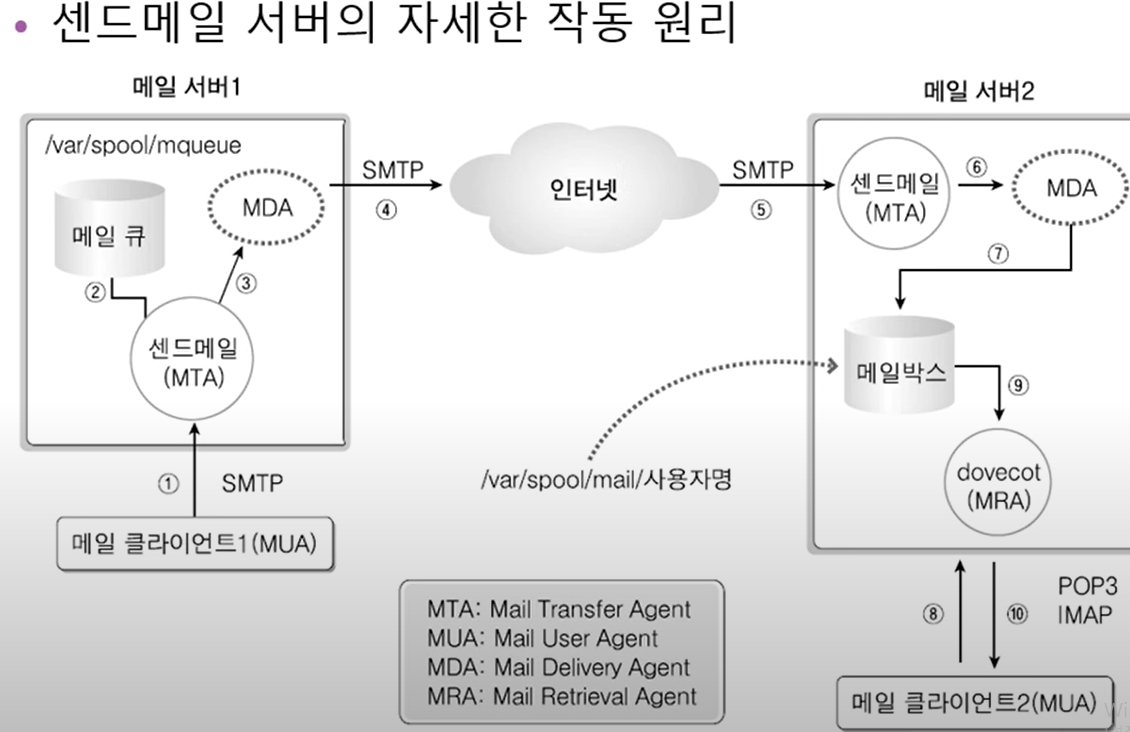 • 센드메일 서버의 자세한 작동 원리
메일 서버1
메일 서버2
/var/spool/mqueue
메일 큐
MDA
②
③
센드메일
(MTA)
①
SMTP
메일 클라이언트1(MUA)
SMTP
④
인터넷
SMTP
⑤
센드메일
(MTA)
⑥
MDA
⑦
메일박스
⑨
/var/spool/mail/사용자명
dovecot
(MRA)
⑧
⑩
POP3
IMAP
메일 클라이언트2(MUA)
MTA: Mail Transfer Agent
MUA: Mail User Agent
MDA: Mail Delivery Agent
MRA: Mail Retrieval Agent